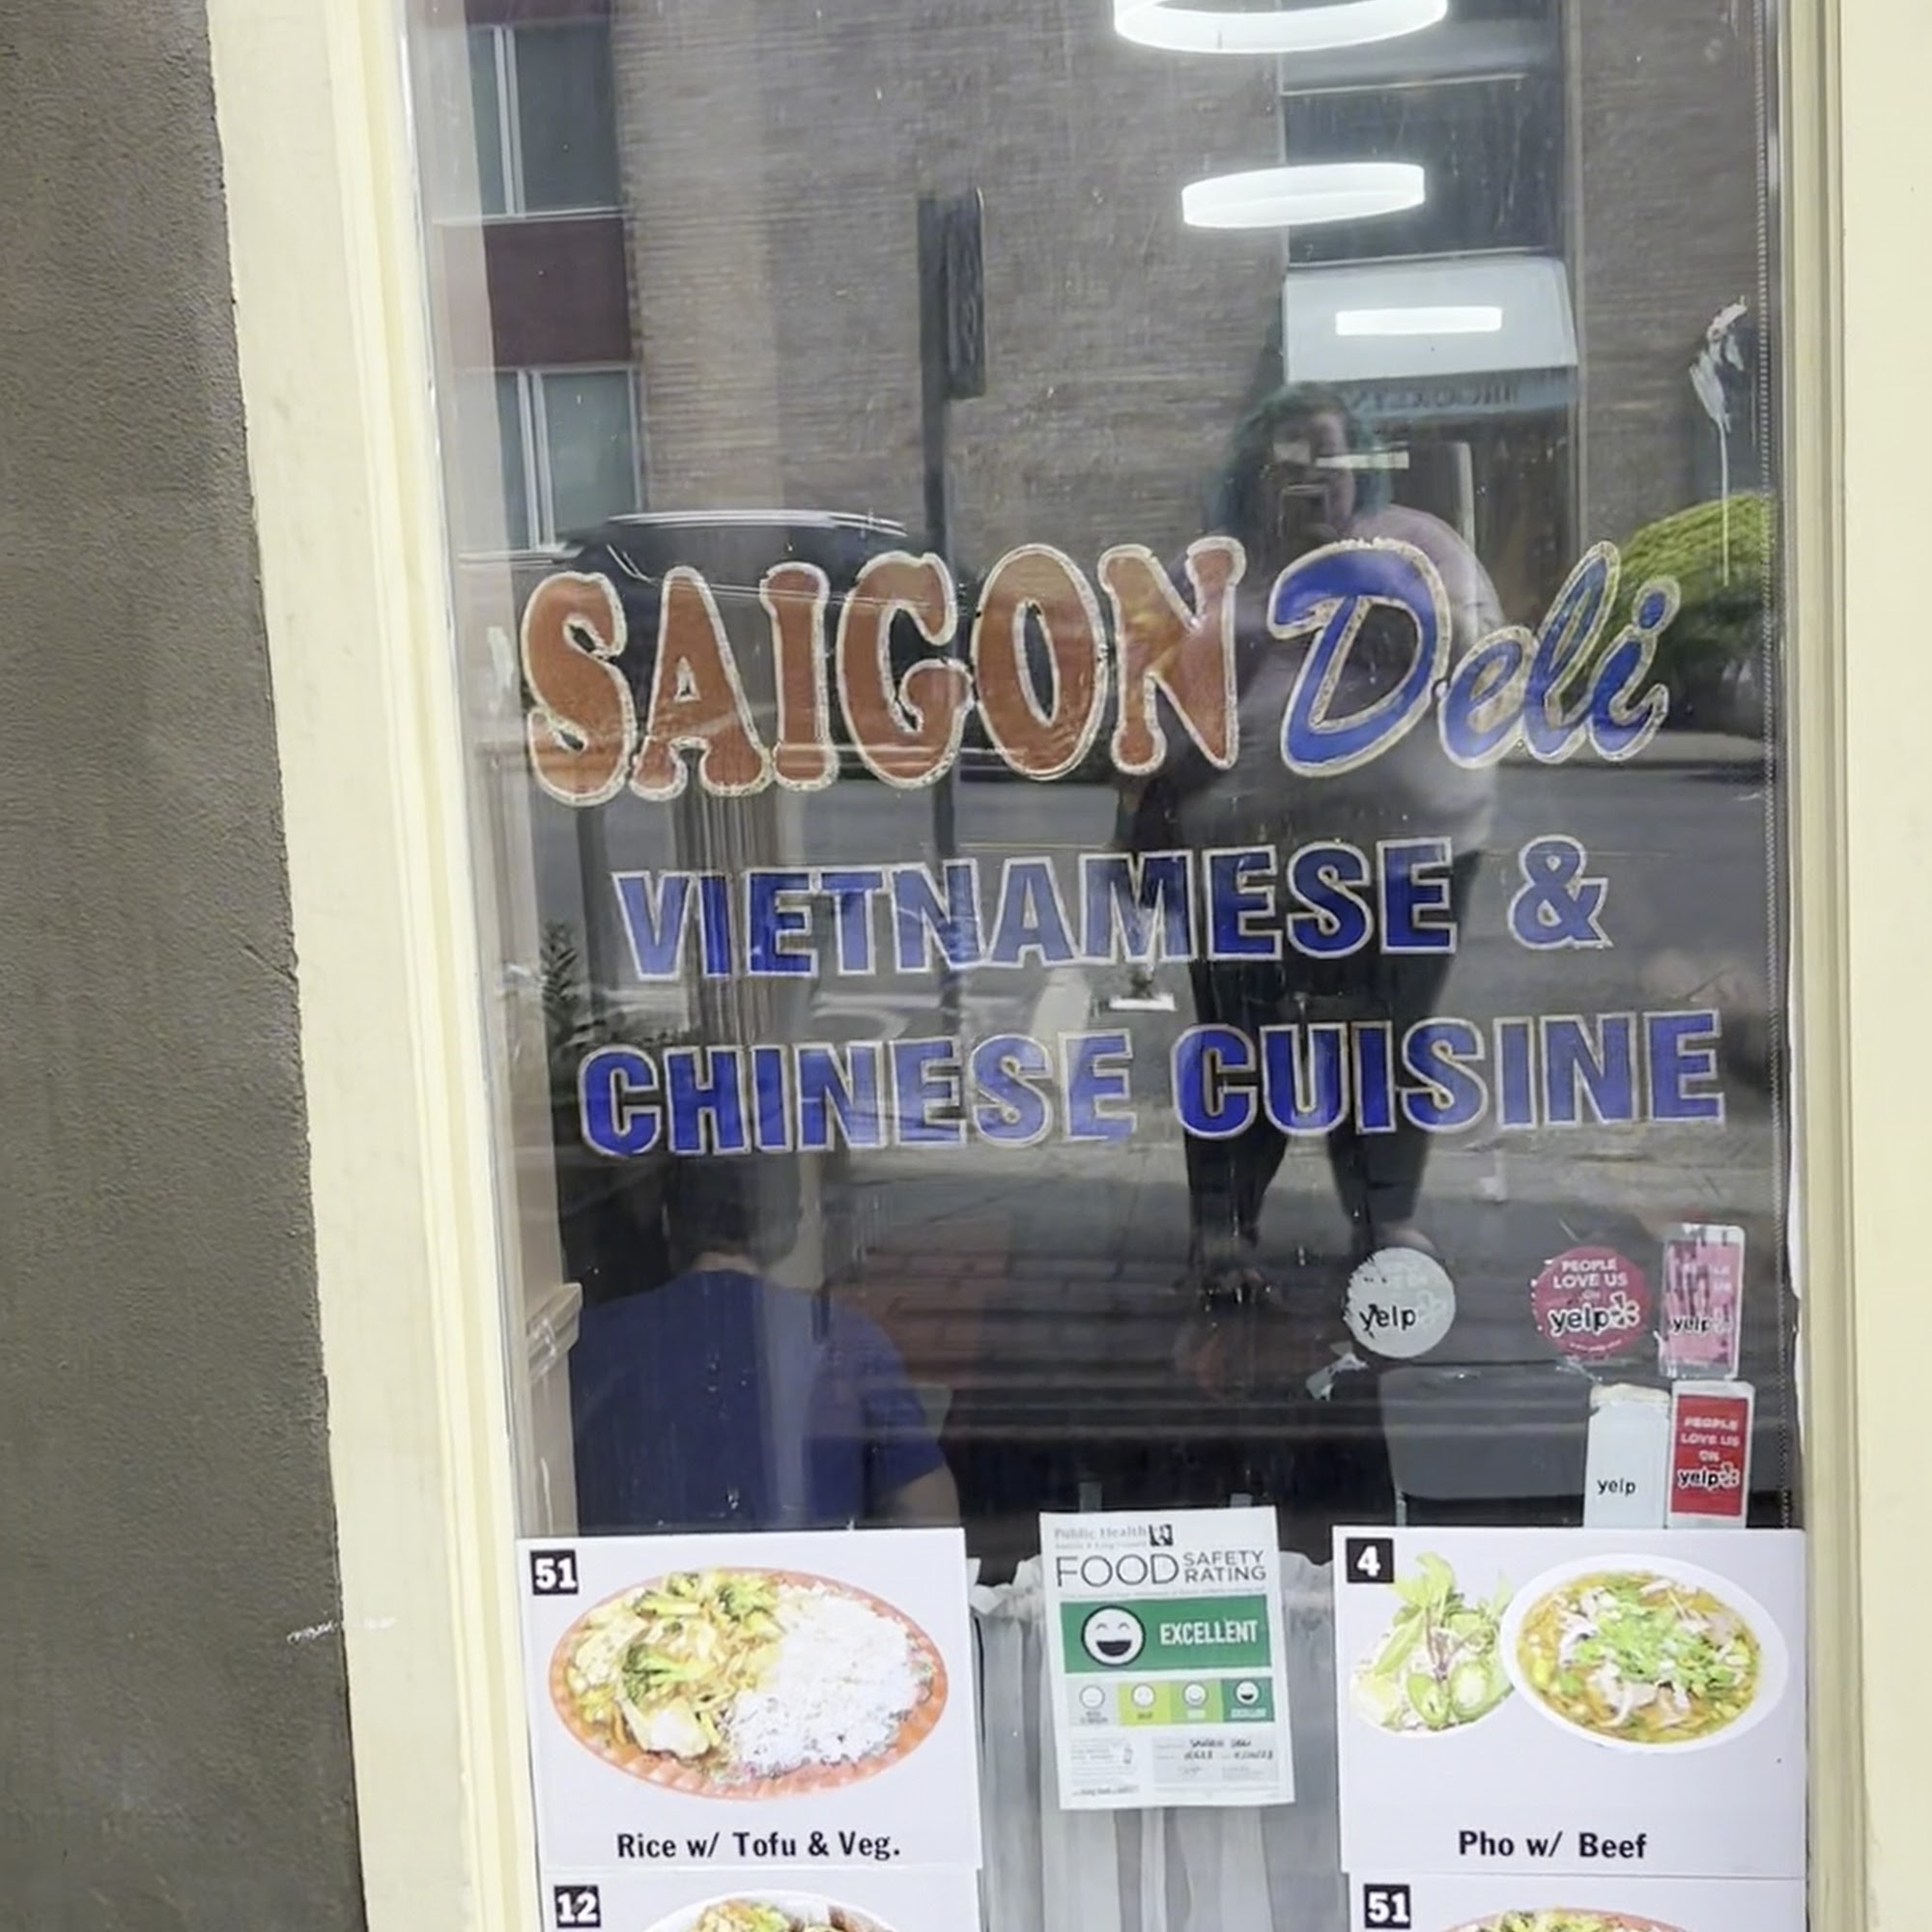 SAIGON Deli
VIETNAMESE &
CHINESE CUISINE
yelp
PEOPLE
LOVE US
on
yelp
yelp
yelp
PEOPLE
LOVE US
ON
yelp
51
Rice w/ Tofu & Veg.
Public Health
FOOD SAFETY RATING
EXCELLENT
EXCELLENT
4
Pho w/ Beef
12
51